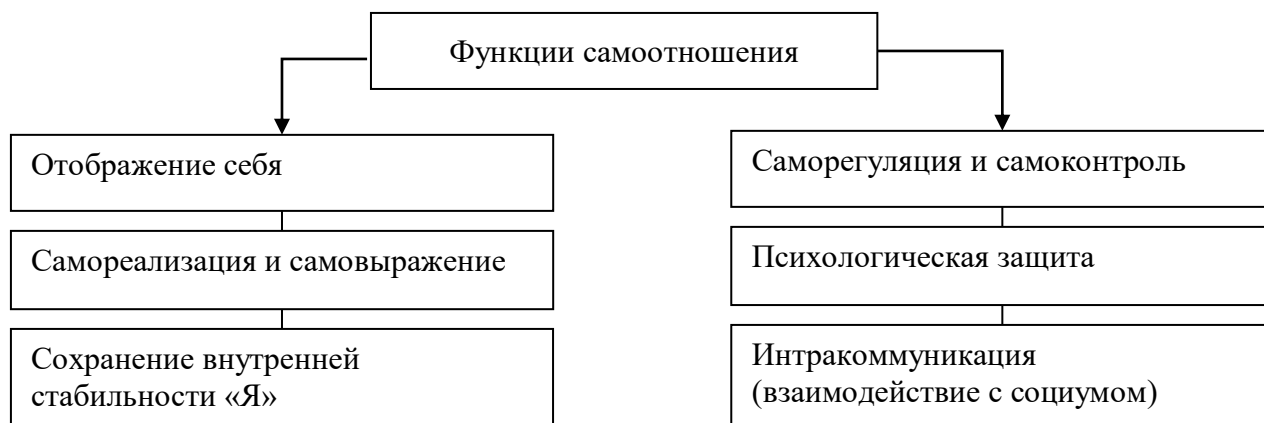 Функции самоотношения
Отображение себя
Самореализация и самовыражение
Сохранение внутренней
стабильности «Я»
Саморегуляция и самоконтроль
Психологическая защита
Интракоммуникация
(взаимодействие с социумом)